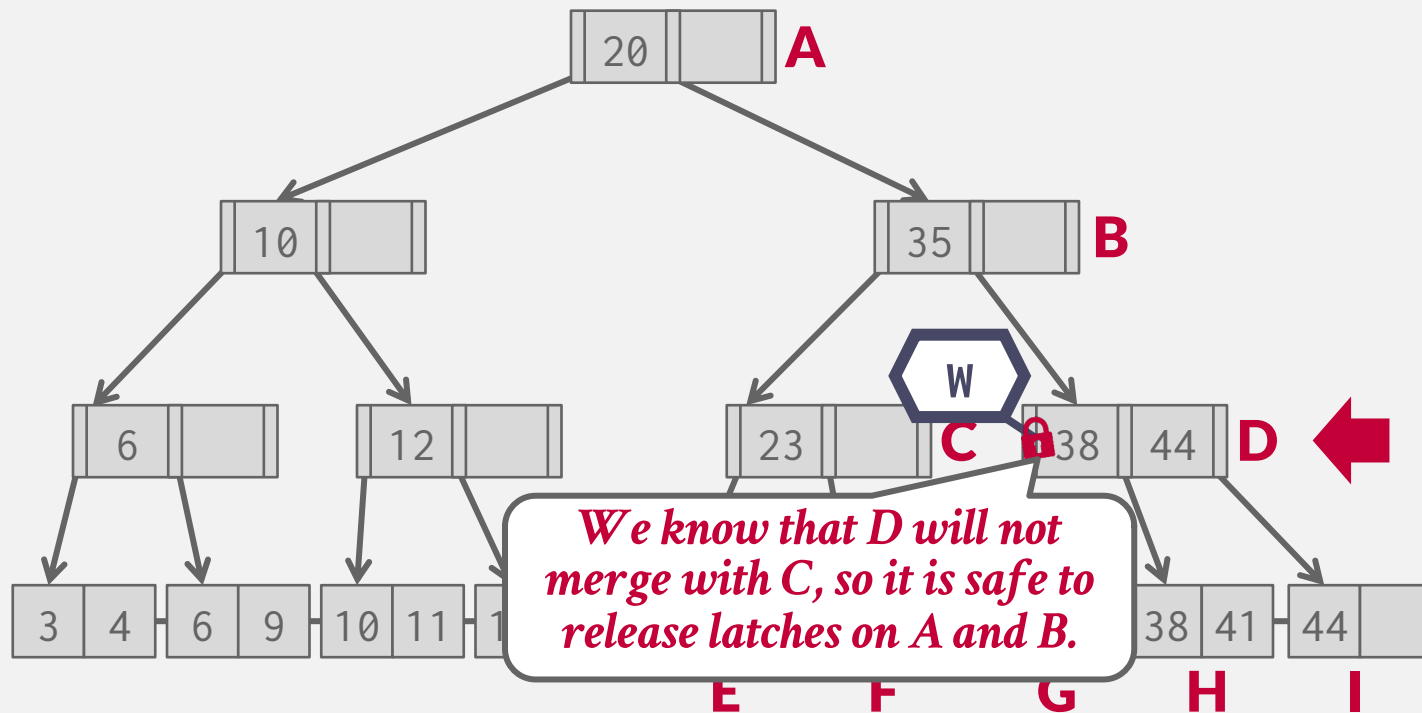 20 A
10
35 B
W
6
12
23 C
38 44 D
We know that D will not
merge with C, so it is safe to
release latches on A and B.
3 4
6 9
10 11
38 41
44
E F G H I